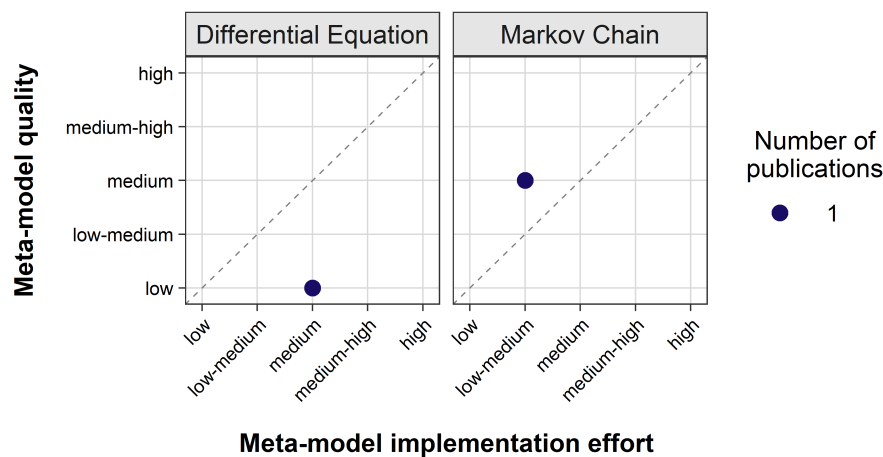 Differential Equation
Markov Chain
Meta-model quality
high
medium-high
medium
low-medium
low
low
low-medium
medium
medium-high
high
low
low-medium
medium
medium-high
high
Meta-model implementation effort
Number of
publications
1